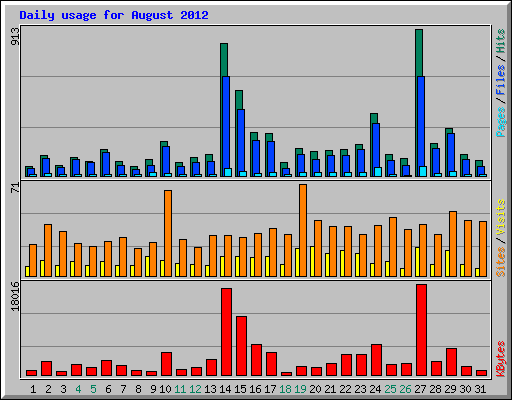 Daily usage for August 2012
913
Pages / Files / Hits
71
Sites / Visits
18016
KBytes
1 2 3 4 5 6 7 8 9 10 11 12 13 14 15 16 17 18 19 20 21 22 23 24 25 26 27 28 29 30 31